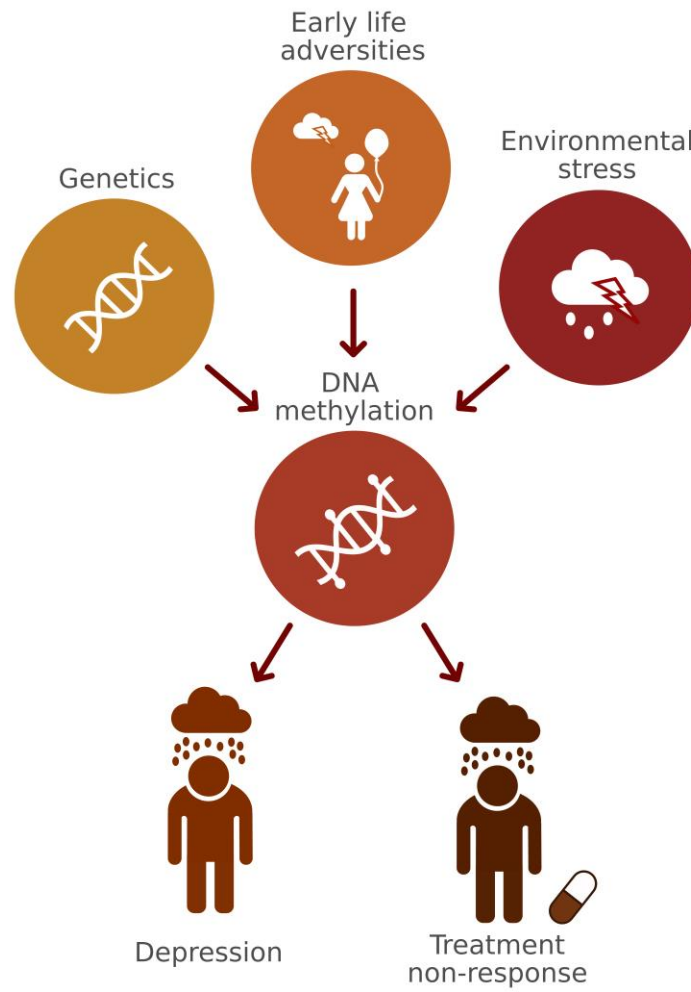 Early life
adversities
Environmental
stress
Genetics
DNA
methylation
Depression
Treatment
non-response